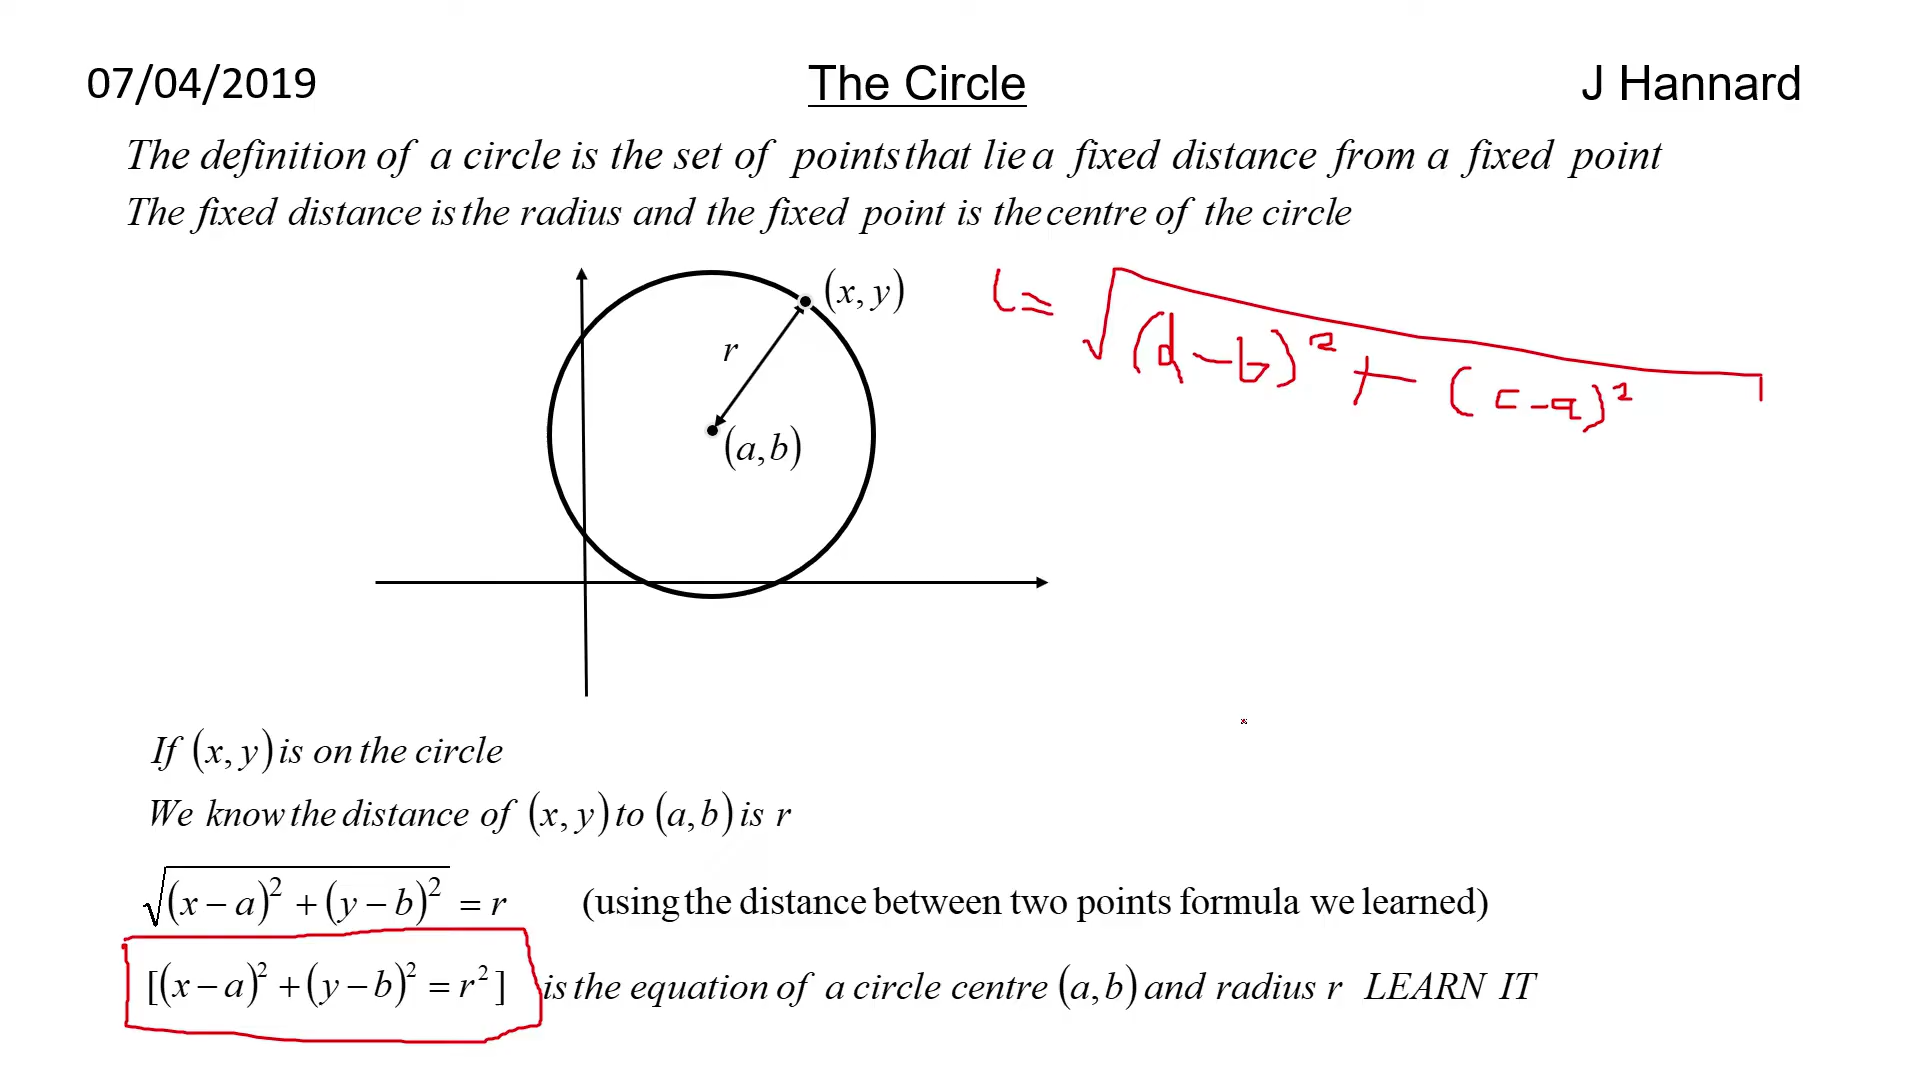 07/04/2019 The Circle J Hannard
The definition of a circle is the set of points that lie a fixed distance from a fixed point
The fixed distance is the radius and the fixed point is the centre of the circle
(x, y)
L = √((d-b)² + (c-a)²)
r
(a, b)
If (x, y) is on the circle
We know the distance of (x, y) to (a, b) is r
√((x − a)² + (y − b)²) = r (using the distance between two points formula we learned)
[(x − a)² + (y − b)² = r²] is the equation of a circle centre (a, b) and radius r LEARN IT